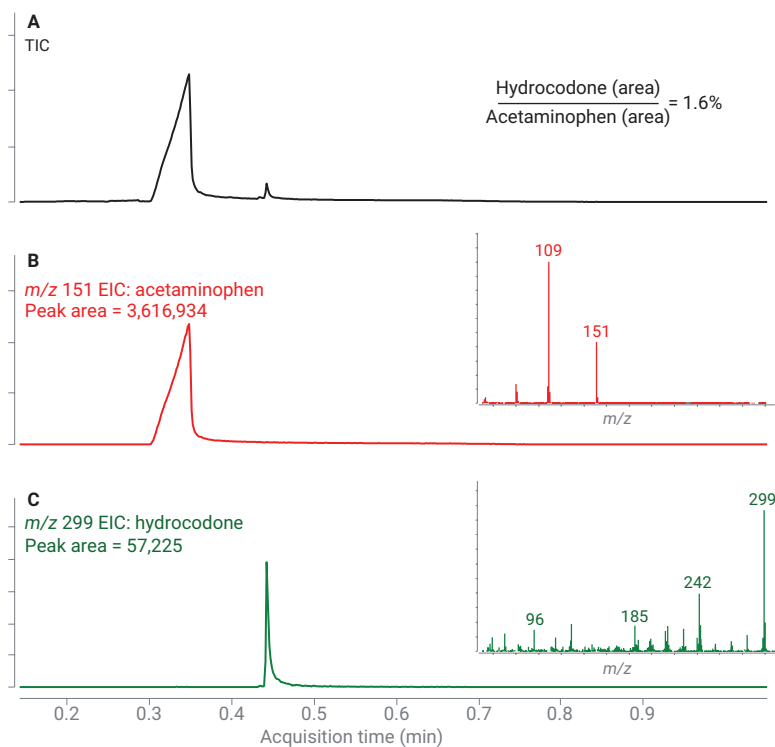 A
TIC
Hydrocodone (area)
Acetaminophen (area)
= 1.6%
B
m/z 151 EIC: acetaminophen
Peak area = 3,616,934
109
151
m/z
C
m/z 299 EIC: hydrocodone
Peak area = 57,225
299
242
96
185
m/z
0.2 0.3 0.4 0.5 0.6 0.7 0.8 0.9
Acquisition time (min)